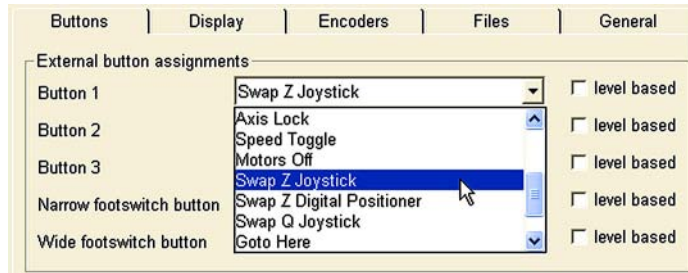 Buttons Display Encoders Files General
External button assignments
Button 1 Swap Z Joystick level based
Axis Lock
Button 2 Speed Toggle level based
Motors Off
Button 3 Swap Z Joystick level based
Narrow footswitch button Swap Z Digital Positioner level based
Swap Q Joystick
Wide footswitch button Goto Here level based